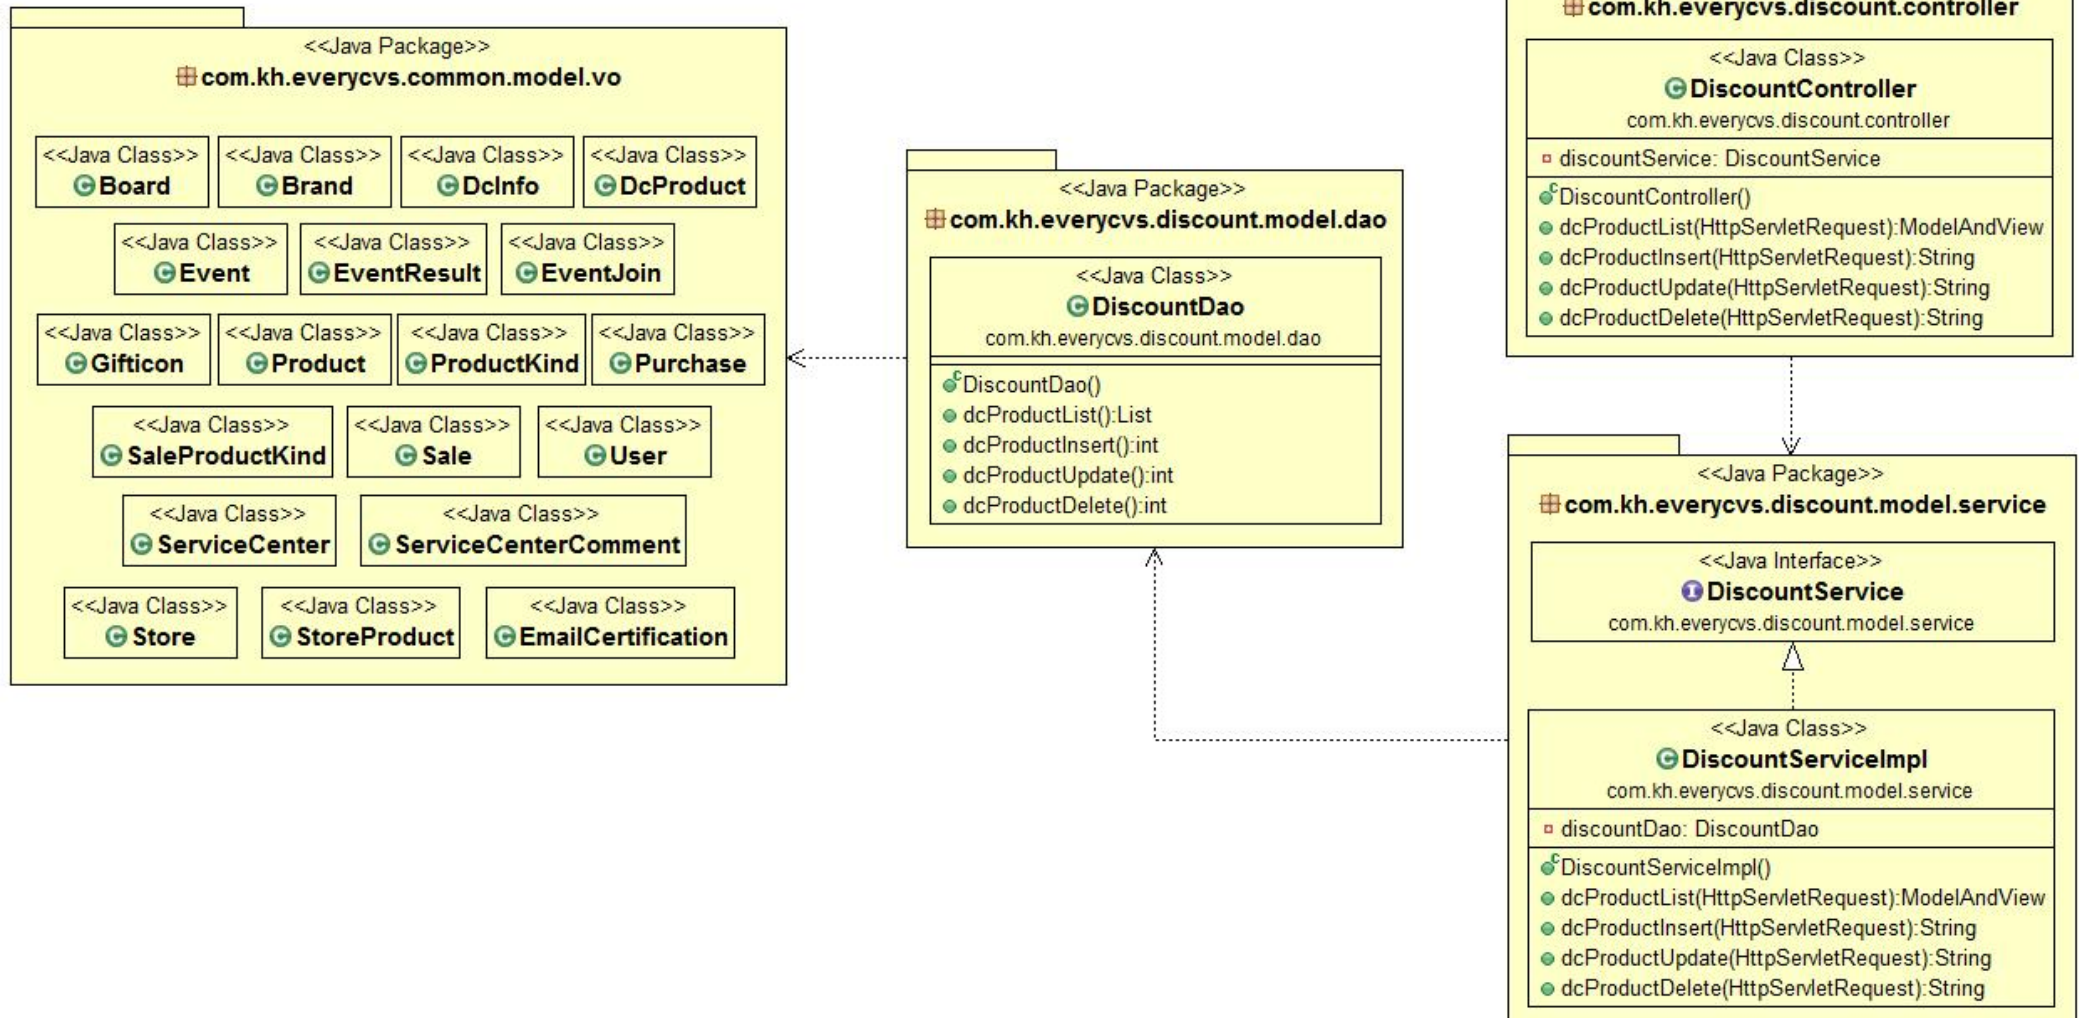 <<Java Package>>
com.kh.everycvs.common.model.vo
<<Java Class>> <<Java Class>> <<Java Class>> <<Java Class>>
Board Brand DcInfo DcProduct
<<Java Class>> <<Java Class>> <<Java Class>>
Event EventResult EventJoin
<<Java Class>> <<Java Class>> <<Java Class>> <<Java Class>>
Gifticon Product ProductKind Purchase
<<Java Class>> <<Java Class>> <<Java Class>>
SaleProductKind Sale User
<<Java Class>> <<Java Class>>
ServiceCenter ServiceCenterComment
<<Java Class>> <<Java Class>> <<Java Class>>
Store StoreProduct EmailCertification
<<Java Package>>
com.kh.everycvs.discount.model.dao
<<Java Class>>
DiscountDao
com.kh.everycvs.discount.model.dao
DiscountDao()
dcProductList():List
dcProductInsert():int
dcProductUpdate():int
dcProductDelete():int
com.kh.everycvs.discount.controller
<<Java Class>>
DiscountController
com.kh.everycvs.discount.controller
discountService: DiscountService
DiscountController()
dcProductList(HttpServletRequest):ModelAndView
dcProductInsert(HttpServletRequest):String
dcProductUpdate(HttpServletRequest):String
dcProductDelete(HttpServletRequest):String
<<Java Package>>
com.kh.everycvs.discount.model.service
<<Java Interface>>
DiscountService
com.kh.everycvs.discount.model.service
<<Java Class>>
DiscountServiceImpl
com.kh.everycvs.discount.model.service
discountDao: DiscountDao
DiscountServiceImpl()
dcProductList(HttpServletRequest):ModelAndView
dcProductInsert(HttpServletRequest):String
dcProductUpdate(HttpServletRequest):String
dcProductDelete(HttpServletRequest):String